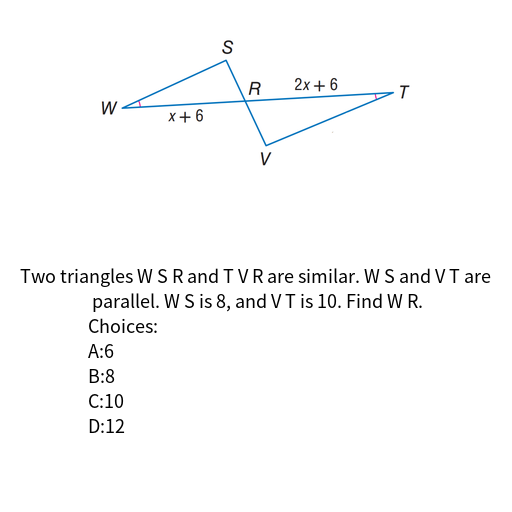 S
R
2x + 6
T
W
x + 6
V
Two triangles W S R and T V R are similar. W S and V T are
parallel. W S is 8, and V T is 10. Find W R.
Choices:
A:6
B:8
C:10
D:12